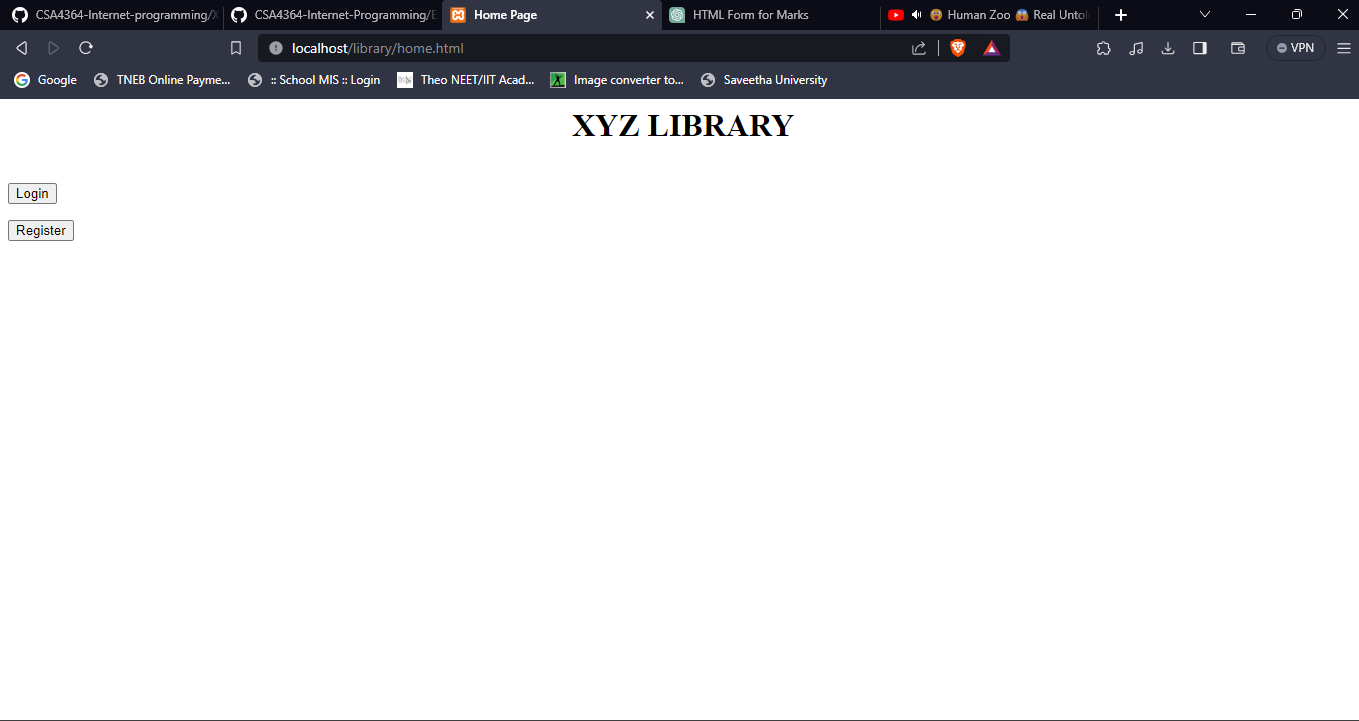 CSA4364-Internet-programming/X
CSA4364-Internet-Programming/E
Home Page
HTML Form for Marks
Human Zoo 😱 Real Untol
localhost/library/home.html
VPN
Google
TNEB Online Payme...
:: School MIS :: Login
Theo NEET/IIT Acad...
Image converter to...
Saveetha University
XYZ LIBRARY
Login
Register